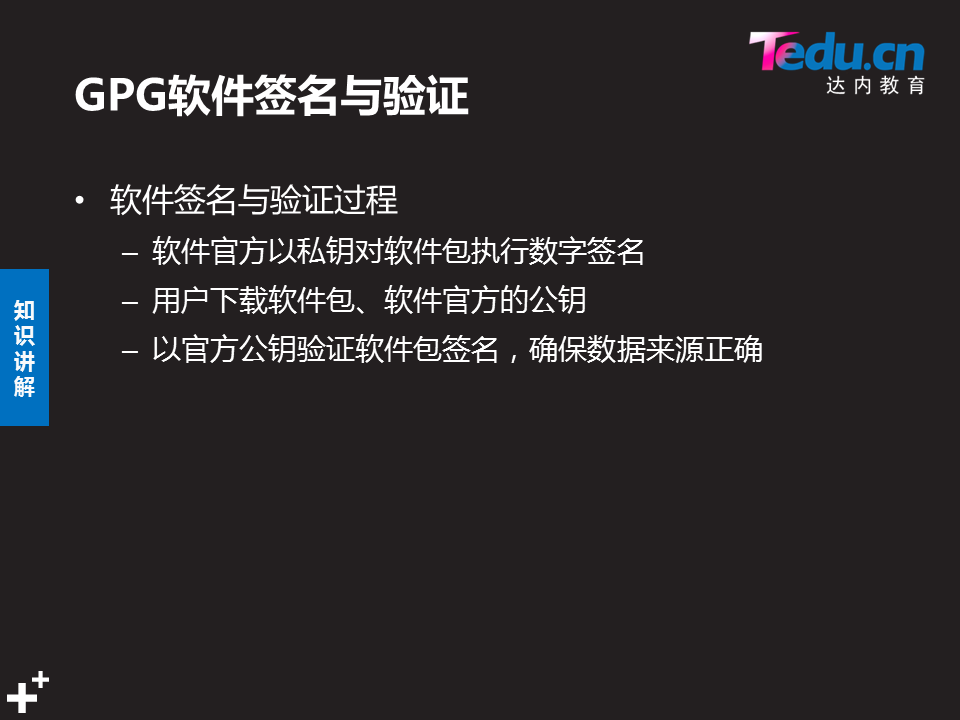 Tedu.cn
达内教育
GPG软件签名与验证
• 软件签名与验证过程
– 软件官方以私钥对软件包执行数字签名
– 用户下载软件包、软件官方的公钥
– 以官方公钥验证软件包签名，确保数据来源正确
知
识
讲
解